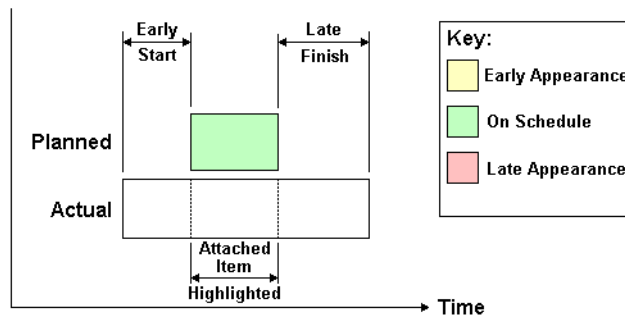 Early
Start
Late
Finish
Planned
Actual
Attached
Item
Highlighted
Time
Key:
Early Appearance
On Schedule
Late Appearance